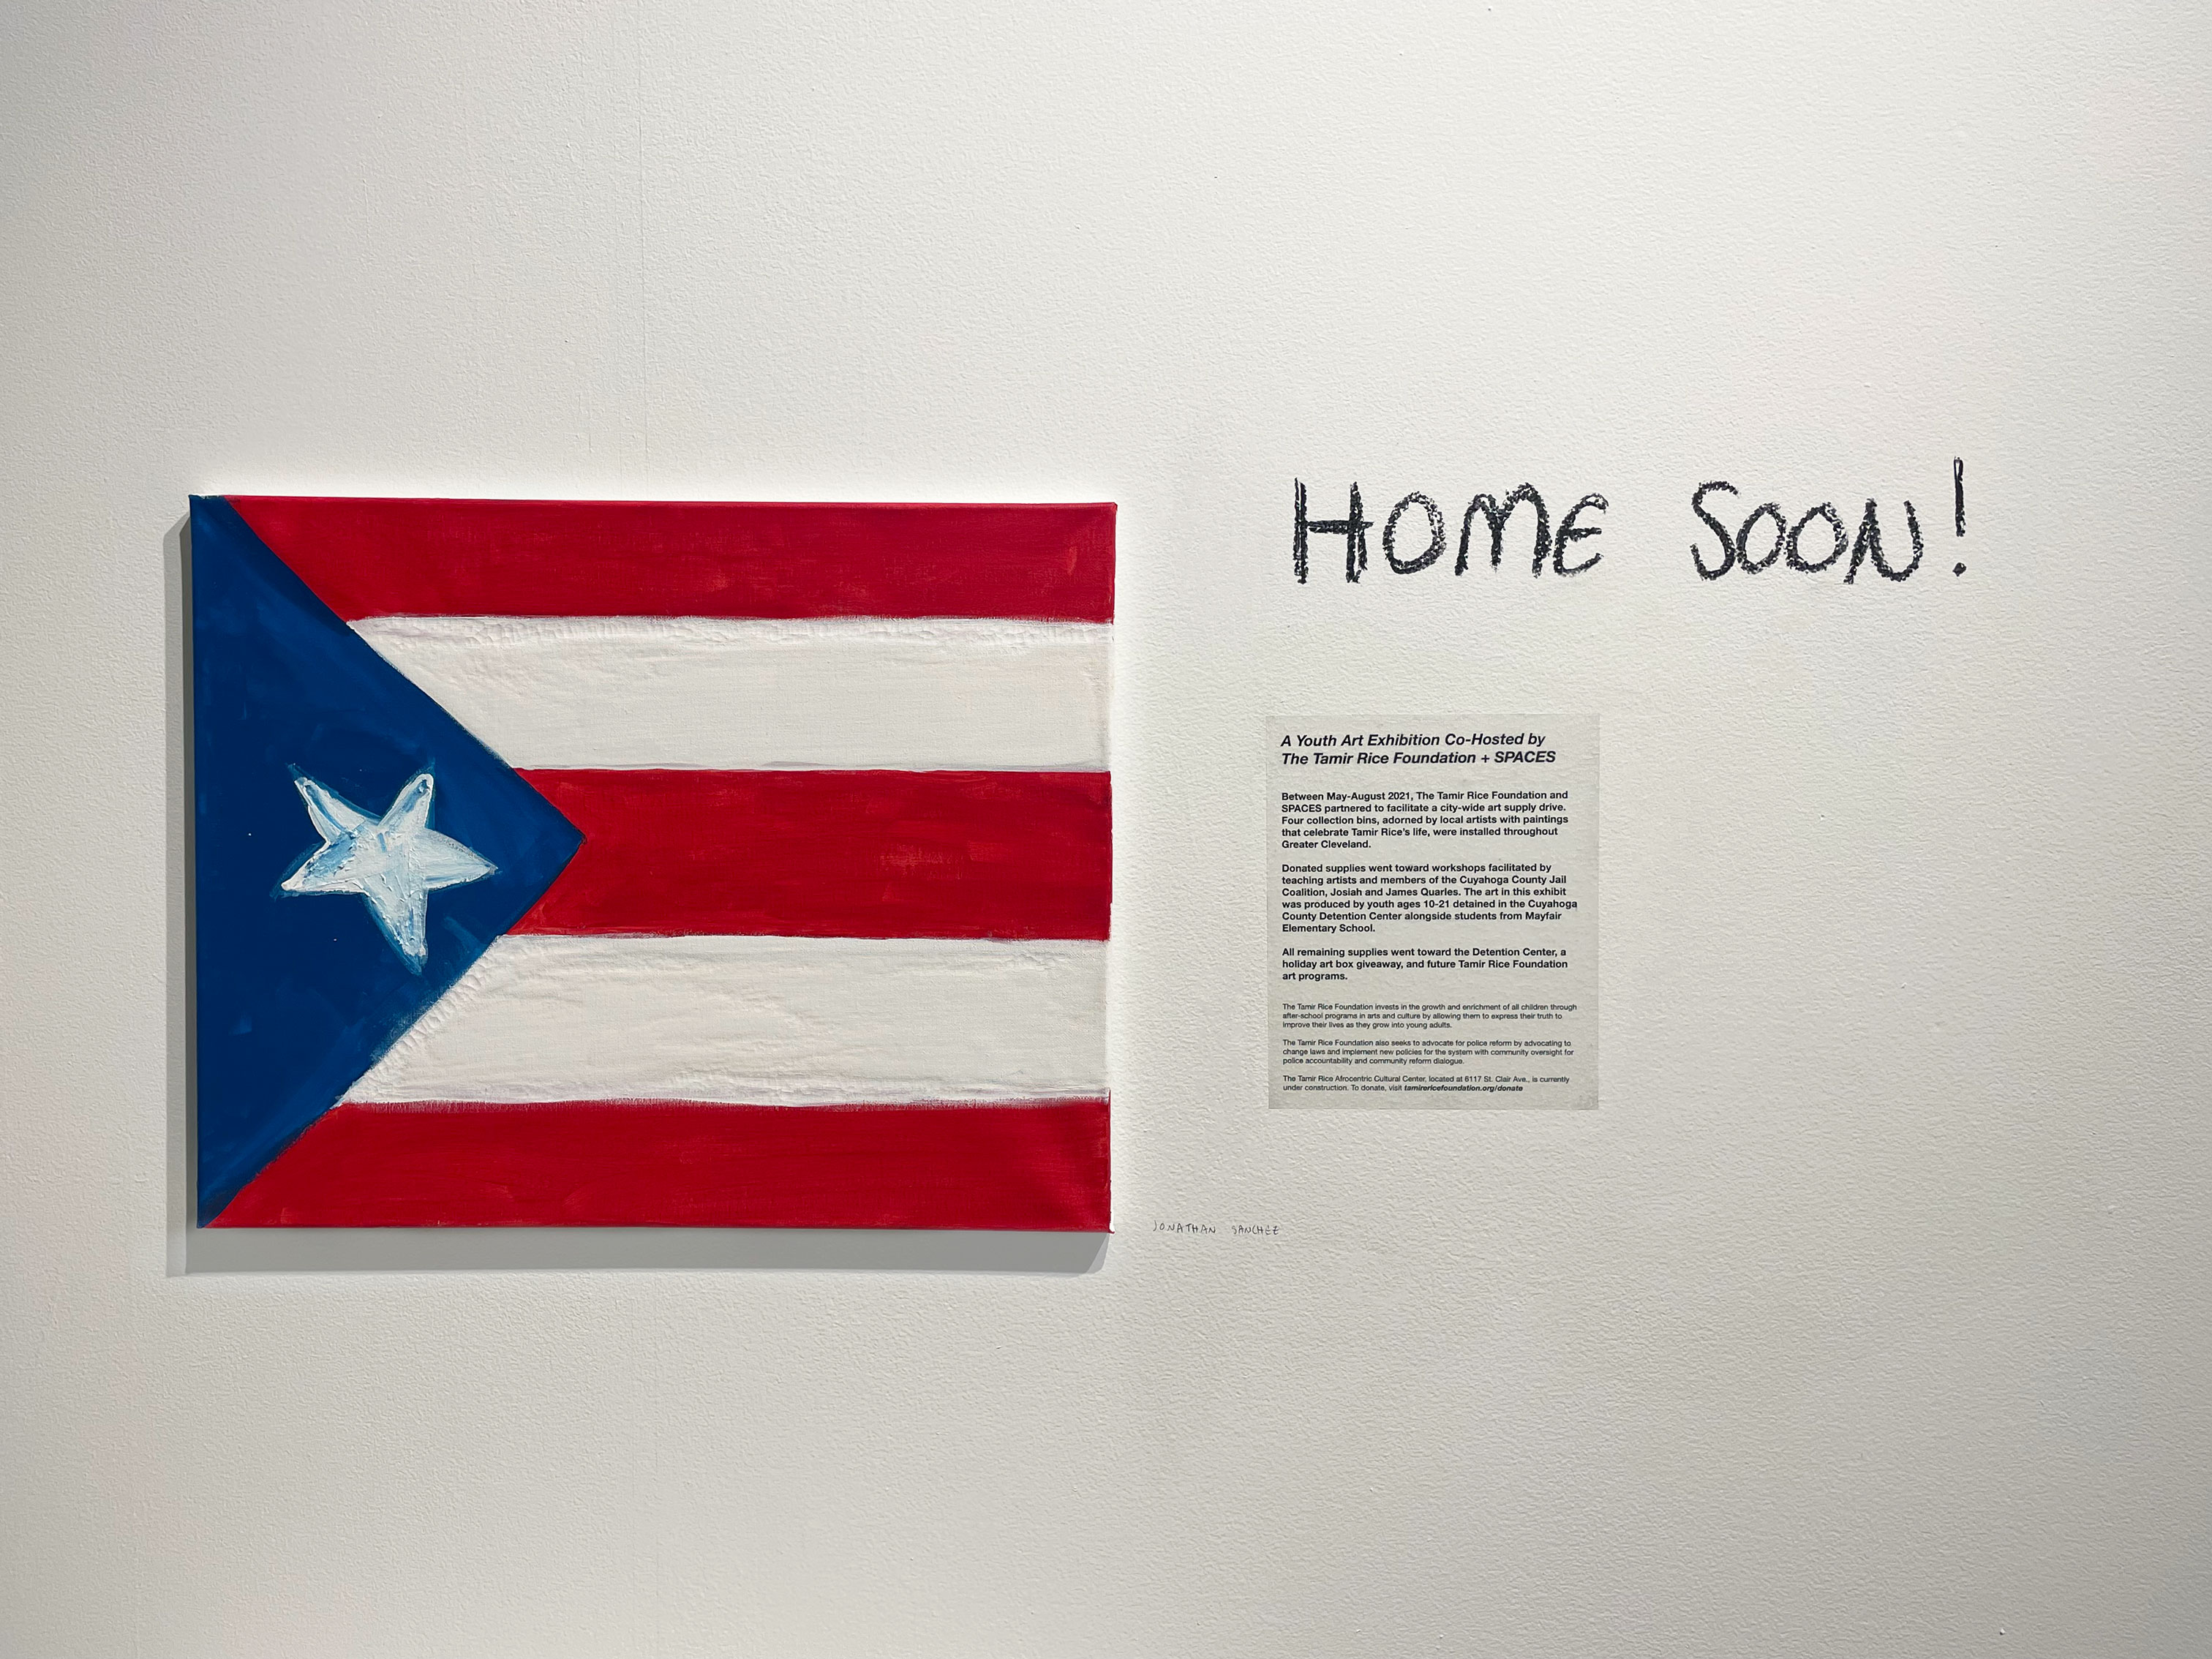 HOME SOON!
A Youth Art Exhibition Co-Hosted by
The Tamir Rice Foundation + SPACES
Between May-August 2021, The Tamir Rice Foundation and
SPACES partnered to facilitate a city-wide art supply drive.
Four collection bins, adorned by local artists with paintings
that celebrate Tamir Rice's life, were installed throughout
Greater Cleveland.
Donated supplies went toward workshops facilitated by
teaching artists and members of the Cuyahoga County Jail
Coalition, Josiah and James Quarles. The art in this exhibit
was produced by youth ages 10-21 detained in the Cuyahoga
County Detention Center alongside students from Mayfair
Elementary School.
All remaining supplies went toward the Detention Center, a
holiday art box giveaway, and future Tamir Rice Foundation
art programs.
The Tamir Rice Foundation invests in the growth and enrichment of all children through
after-school programs in arts and culture by allowing them to express their truth to
improve their lives as they grow into young adults.
The Tamir Rice Foundation also seeks to advocate for police reform by advocating to
change laws and implement new policies for the system with community oversight for
police accountability and community reform dialogue.
The Tamir Rice Afrocentric Cultural Center, located at 6117 St. Clair Ave., is currently
under construction. To donate, visit tamirericefoundation.org/donate
JONATHAN SANCHEZ